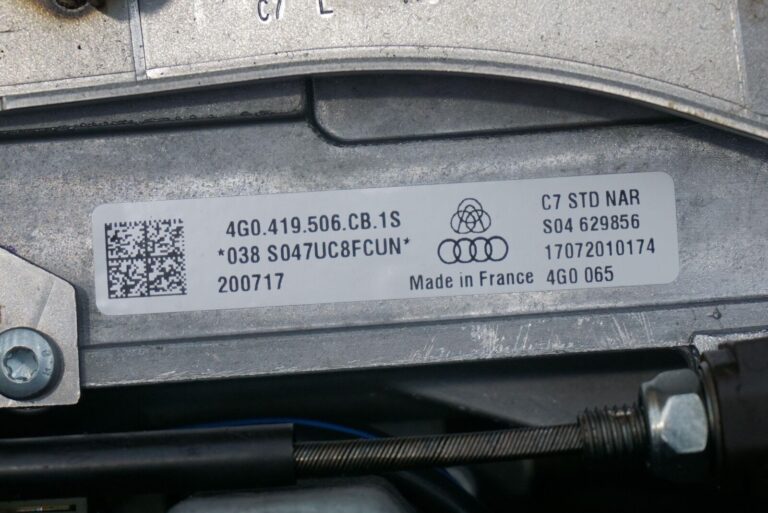 C7 L
4G0.419.506.CB.1S
*038 S047UC8FCUN*
200717
Made in France
C7 STD NAR
S04 629856
17072010174
4G0 065